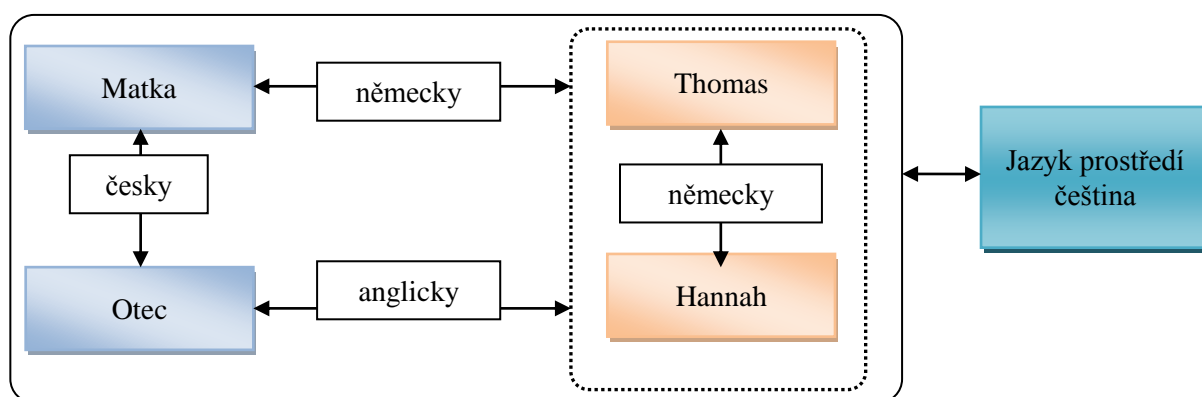 Matka
německy
Thomas
česky
německy
Jazyk prostředí
čeština
Otec
anglicky
Hannah